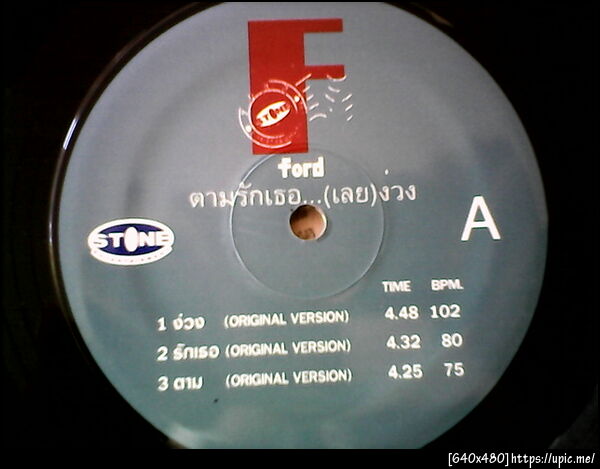 F
STONE
ford
ตามรักเธอ...(เลย)ง่วง
A
STONE
TIME BPM.
1 ง่วง (ORIGINAL VERSION) 4.48 102
2 รักเธอ (ORIGINAL VERSION) 4.32 80
3 ตาม (ORIGINAL VERSION) 4.25 75
[640x480]https://upic.me/